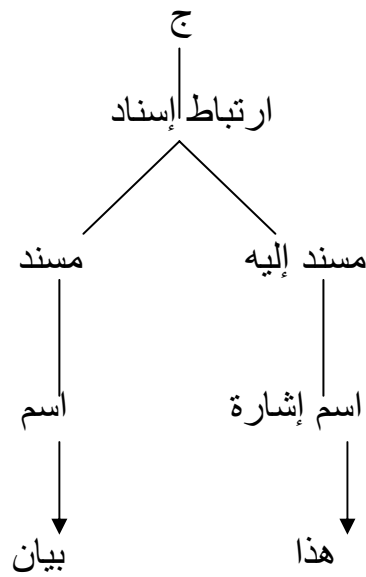 ج
ارتباط إسناد
مسند إليه مسند
اسم إشارة اسم
هذا بيان